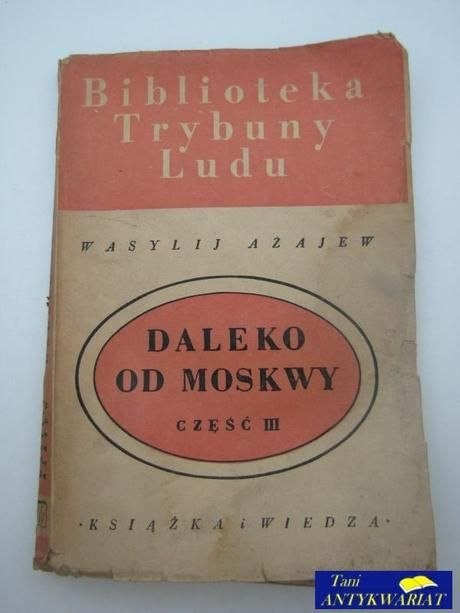 Biblioteka
Trybuny
Ludu
WASYLIJ AŻAJEW
DALEKO
OD MOSKWY
CZĘŚĆ III
·KSIĄŻKA i WIEDZA·
Tani
ANTYKWARIAT